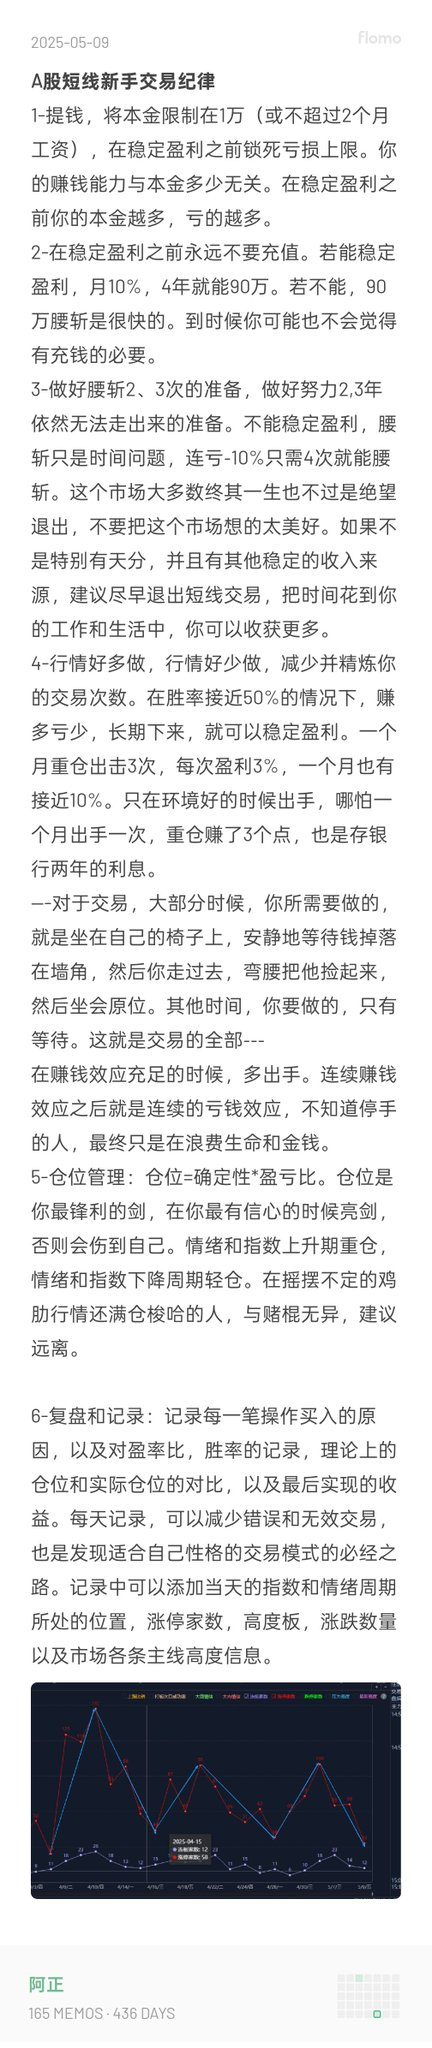 2025-05-09
flomo
A股短线新手交易纪律
1-提钱，将本金限制在1万（或不超过2个月
工资），在稳定盈利之前锁死亏损上限。你
的赚钱能力与本金多少无关。在稳定盈利之
前你的本金越多，亏的越多。
2-在稳定盈利之前永远不要充值。若能稳定
盈利，月10%，4年就能90万。若不能，90
万腰斩是很快的。到时候你可能也不会觉得
有充钱的必要。
3-做好腰斩2、3次的准备，做好努力2,3年
依然无法走出来的准备。不能稳定盈利，腰
斩只是时间问题，连亏-10%只需4次就能腰
斩。这个市场大多数终其一生也不过是绝望
退出，不要把这个市场想的太美好。如果不
是特别有天分，并且有其他稳定的收入来
源，建议尽早退出短线交易，把时间花到你
的工作和生活中，你可以收获更多。
4-行情好多做，行情好少做，减少并精炼你
的交易次数。在胜率接近50%的情况下，赚
多亏少，长期下来，就可以稳定盈利。一个
月重仓出击3次，每次盈利3%，一个月也有
接近10%。只在环境好的时候出手，哪怕一
个月出手一次，重仓赚了3个点，也是存银
行两年的利息。
---对于交易，大部分时候，你所需要做的，
就是坐在自己的椅子上，安静地等待钱掉落
在墙角，然后你走过去，弯腰把他捡起来，
然后坐会原位。其他时间，你要做的，只有
等待。这就是交易的全部---
在赚钱效应充足的时候，多出手。连续赚钱
效应之后就是连续的亏钱效应，不知道停手
的人，最终只是在浪费生命和金钱。
5-仓位管理：仓位=确定性*盈亏比。仓位是
你最锋利的剑，在你最有信心的时候亮剑，
否则会伤到自己。情绪和指数上升期重仓，
情绪和指数下降周期轻仓。在摇摆不定的鸡
肋行情还满仓梭哈的人，与赌棍无异，建议
远离。
6-复盘和记录：记录每一笔操作买入的原
因，以及对盈率比，胜率的记录，理论上的
仓位和实际仓位的对比，以及最后实现的收
益。每天记录，可以减少错误和无效交易，
也是发现适合自己性格的交易模式的必经之
路。记录中可以添加当天的指数和情绪周期
所处的位置，涨停家数，高度板，涨跌数量
以及市场各条主线高度信息。
2025-04-15
连板家数: 12
涨停家数: 58
阿正
165 MEMOS · 436 DAYS